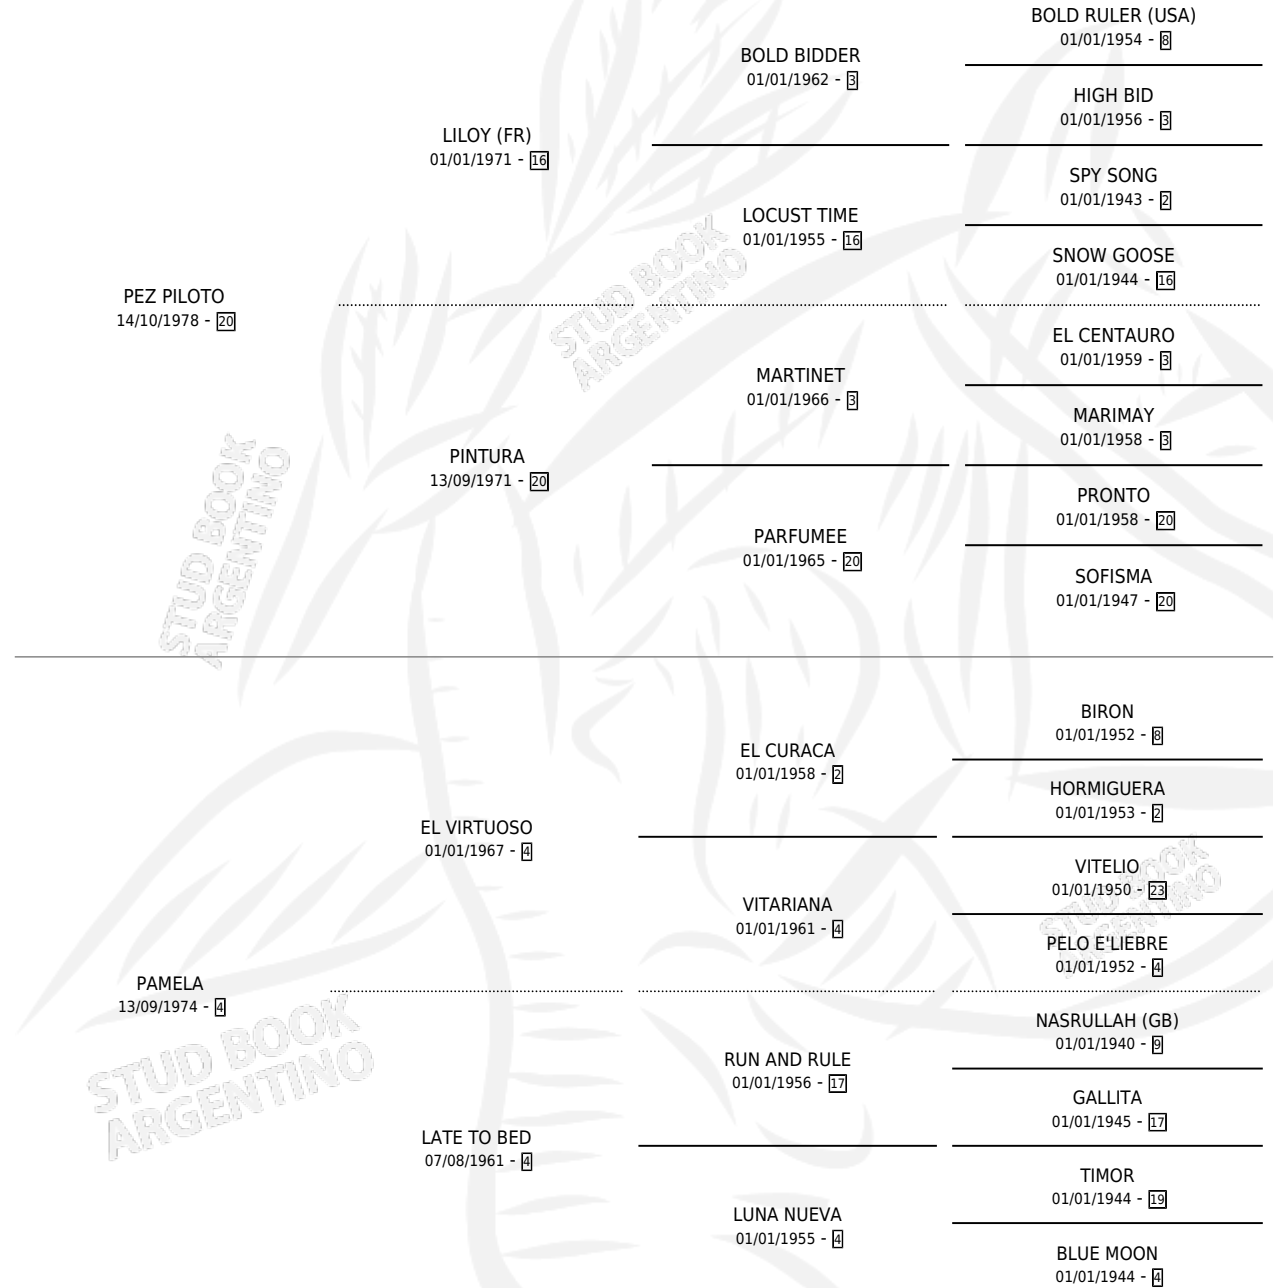 BOLD RULER (USA)
01/01/1954 - 8
BOLD BIDDER
01/01/1962 - 3
HIGH BID
01/01/1956 - 3
LILOY (FR)
01/01/1971 - 16
SPY SONG
01/01/1943 - 2
LOCUST TIME
01/01/1955 - 16
SNOW GOOSE
01/01/1944 - 16
STUD BOOK
ARGENTINO
PEZ PILOTO
14/10/1978 - 20
EL CENTAURO
01/01/1959 - 3
MARTINET
01/01/1966 - 3
MARIMAY
01/01/1958 - 3
PINTURA
13/09/1971 - 20
PRONTO
01/01/1958 - 20
PARFUMEE
01/01/1965 - 20
SOFISMA
01/01/1947 - 20
STUD BOOK
ARGENTINO
BIRON
01/01/1952 - 8
EL CURACA
01/01/1958 - 2
HORMIGUERA
01/01/1953 - 2
EL VIRTUOSO
01/01/1967 - 4
VITELIO
01/01/1950 - 23
VITARIANA
01/01/1961 - 4
PELO E'LIEBRE
01/01/1952 - 4
STUD BOOK
ARGENTINO
PAMELA
13/09/1974 - 4
NASRULLAH (GB)
01/01/1940 - 9
RUN AND RULE
01/01/1956 - 17
GALLITA
01/01/1945 - 17
STUD BOOK
ARGENTINO
LATE TO BED
07/08/1961 - 4
TIMOR
01/01/1944 - 19
LUNA NUEVA
01/01/1955 - 4
BLUE MOON
01/01/1944 - 4